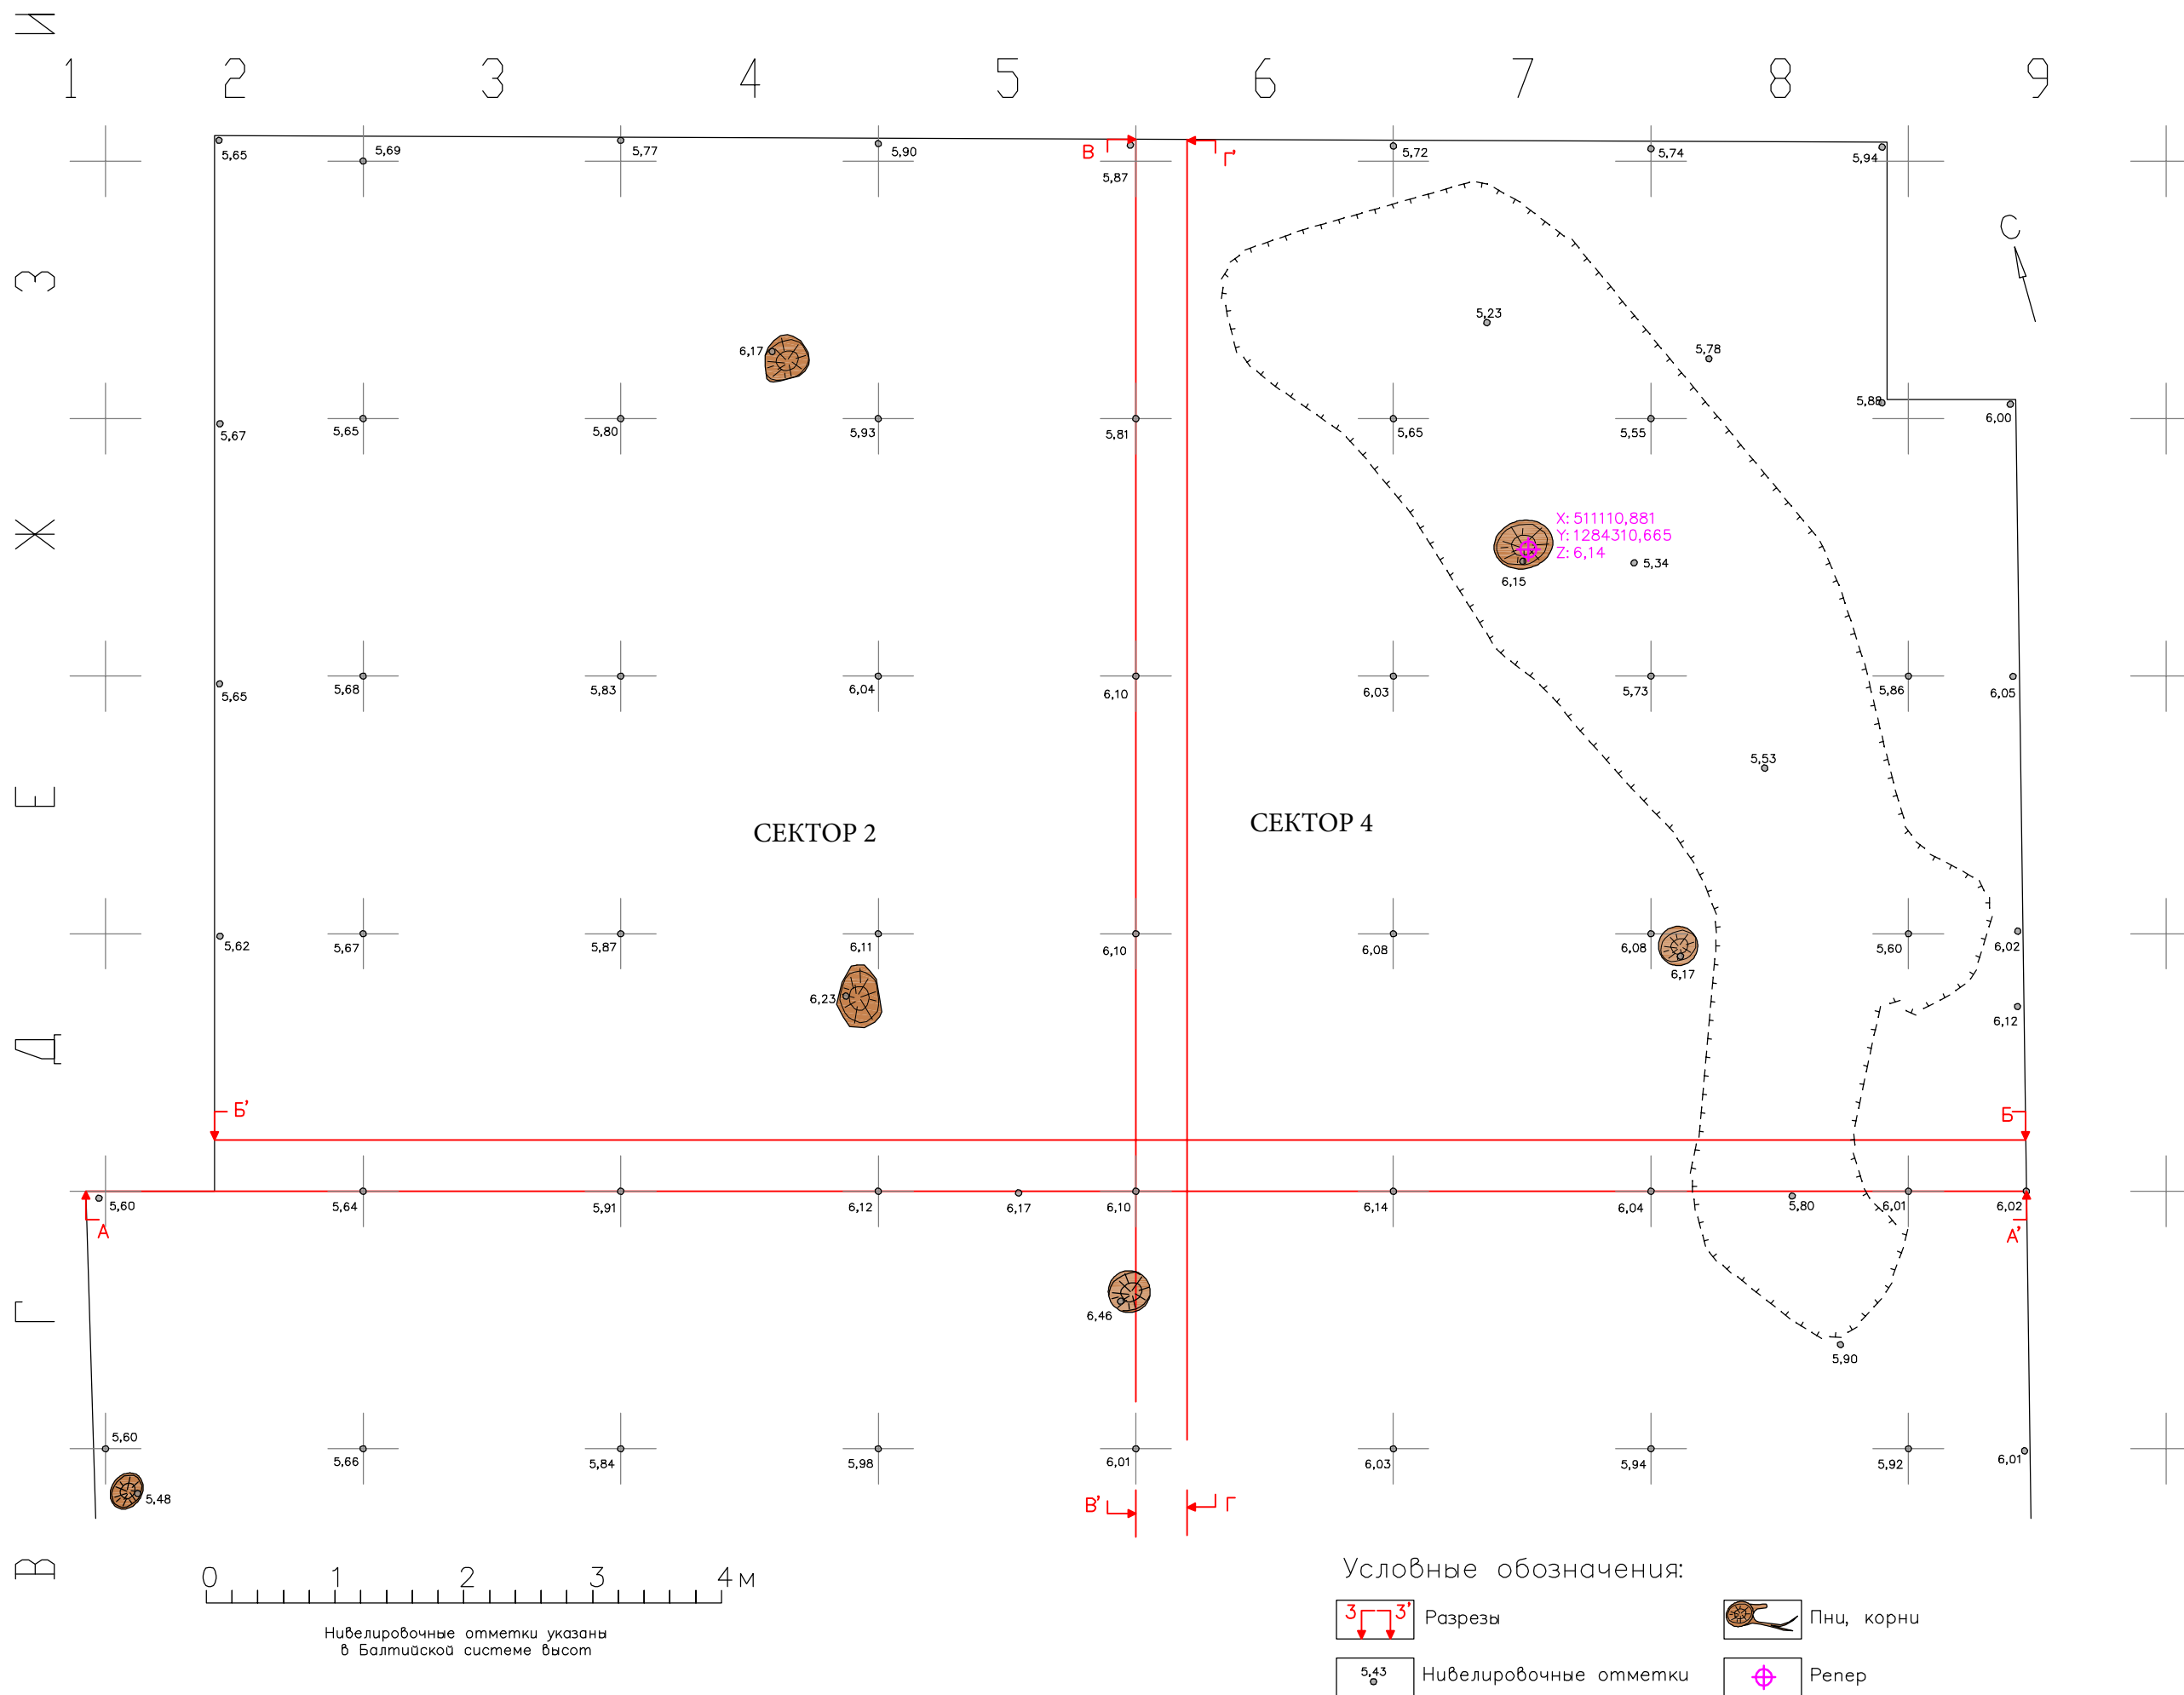 И
1 2 3 4 5 6 7 8 9
5,65 5,69 5,77 5,90 В 5,87 Г' 5,72 5,74 5,94
С
З
5,23
6,17 5,78
5,88 6,00
5,67 5,65 5,80 5,93 5,81 5,65 5,55
Ж
X: 511110,881
Y: 1284310,665
Z: 6,14
6,15 5,34
5,65 5,68 5,83 6,04 6,10 6,03 5,73 5,86 6,05
5,53
Е
СЕКТОР 2 СЕКТОР 4
5,62 5,67 5,87 6,11 6,10 6,08 6,08 5,60 6,02
6,17
6,23 6,12
Д
Б' Б
5,60 5,64 5,91 6,12 6,17 6,10 6,14 6,04 5,80 6,01 6,02
А А'
Г
6,46
5,90
5,60 5,66 5,84 5,98 6,01 6,03 5,94 5,92 6,01
5,48
В' Г
В
0 1 2 3 4 м
Нивелировочные отметки указаны
в Балтийской системе высот
Условные обозначения:
3 3' Разрезы
Пни, корни
5,43 Нивелировочные отметки
Репер